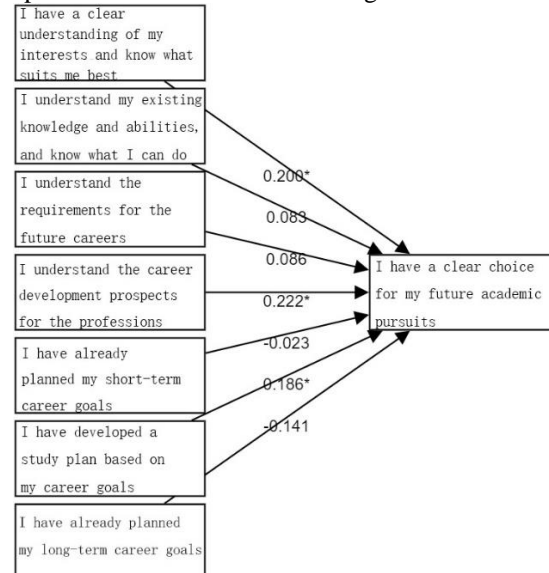 I have a clear
understanding of my
interests and know what
suits me best
I understand my existing
knowledge and abilities,
and know what I can do
I understand the
requirements for the
future careers
I understand the career
development prospects
for the professions
I have already
planned my short-term
career goals
I have developed a
study plan based on
my career goals
I have already planned
my long-term career goals
0.200*
0.083
0.086
0.222*
-0.023
0.186*
-0.141
I have a clear choice
for my future academic
pursuits